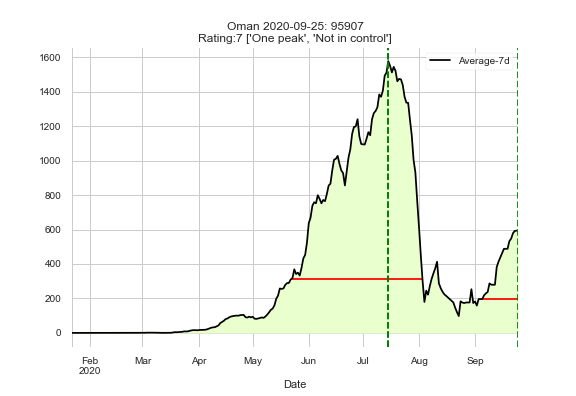 Oman 2020-09-25: 95907
Rating:7 ['One peak', 'Not in control']
Average-7d
1600
1400
1200
1000
800
600
400
200
0
Feb
2020
Mar
Apr
May
Jun
Jul
Aug
Sep
Date